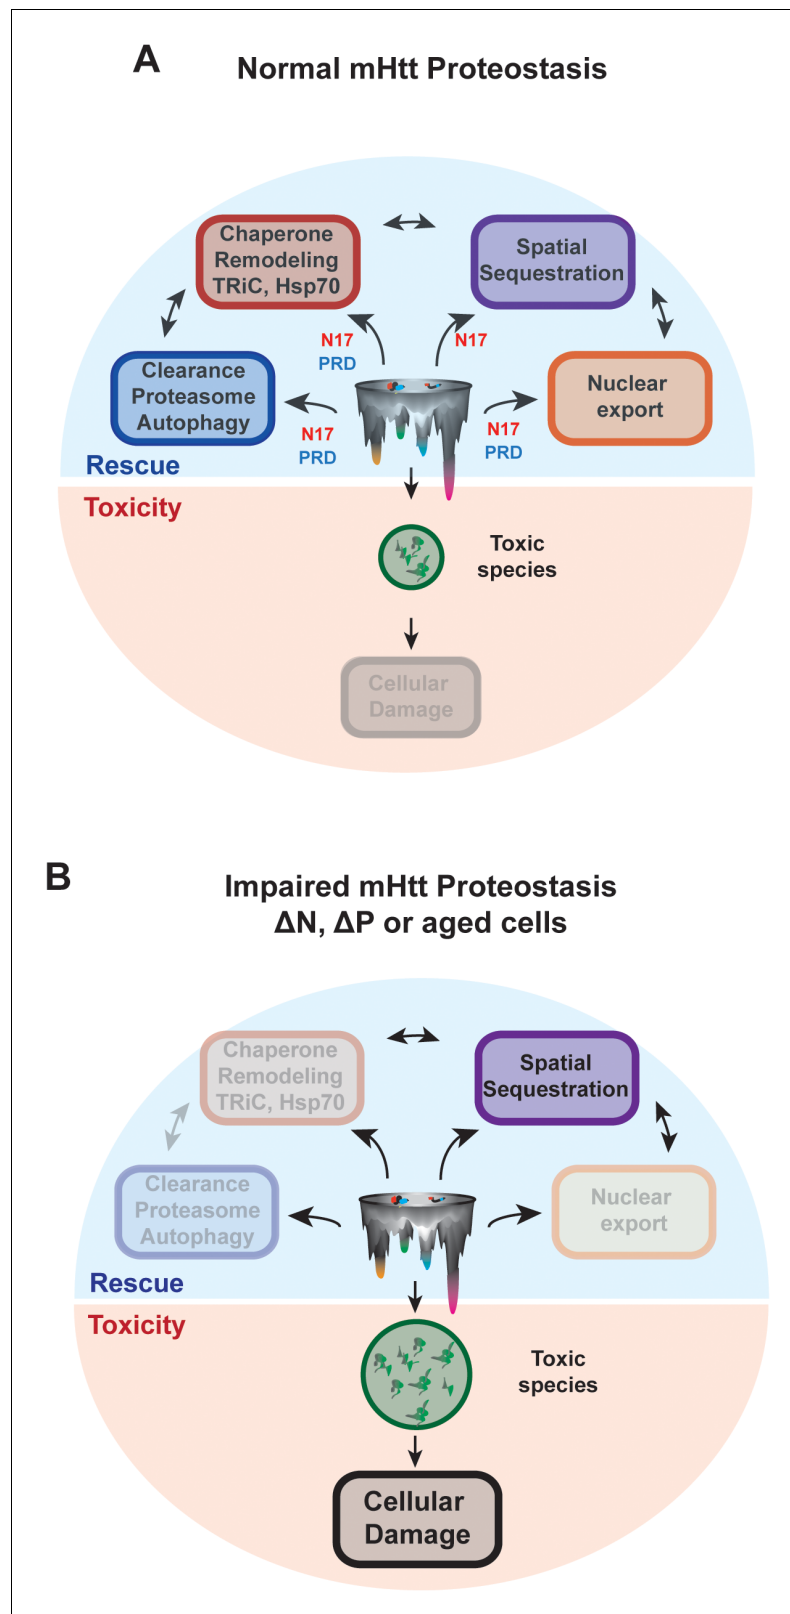 A
Normal mHtt Proteostasis
Chaperone
Remodeling
TRiC, Hsp70
Spatial
Sequestration
N17
PRD
N17
Clearance
Proteasome
Autophagy
Nuclear
export
N17
PRD
N17
PRD
Rescue
Toxicity
Toxic
species
Cellular
Damage
B
Impaired mHtt Proteostasis
ΔN, ΔP or aged cells
Chaperone
Remodeling
TRiC, Hsp70
Spatial
Sequestration
Clearance
Proteasome
Autophagy
Nuclear
export
Rescue
Toxicity
Toxic
species
Cellular
Damage